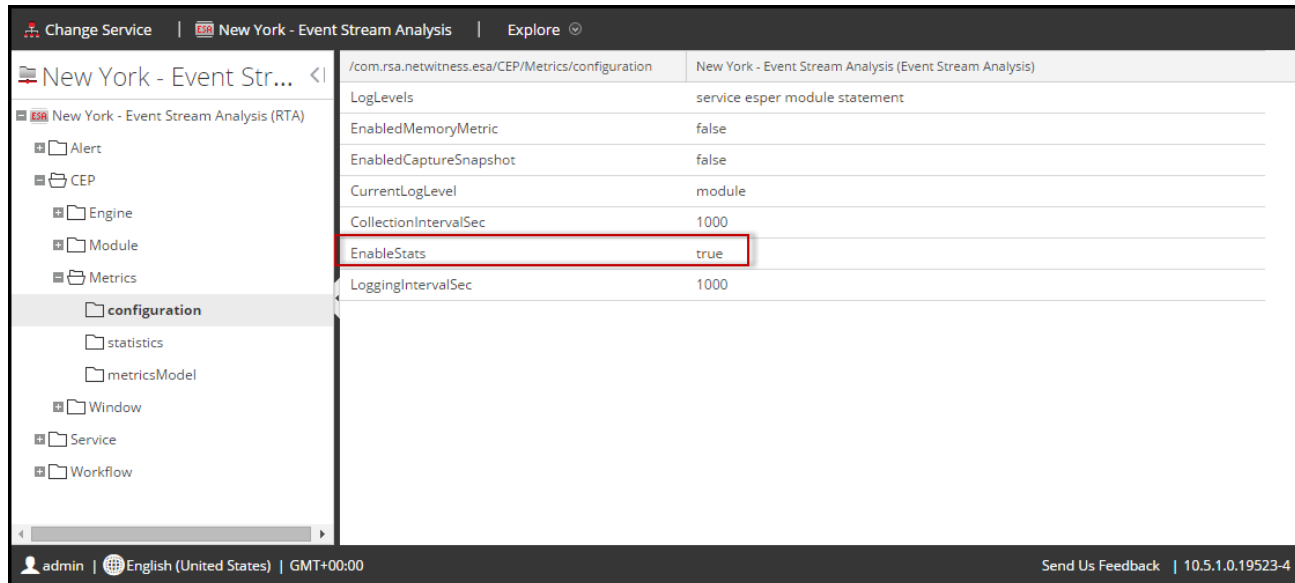 Change Service | ESA New York - Event Stream Analysis | Explore
New York - Event Str...
ESA New York - Event Stream Analysis (RTA)
Alert
CEP
Engine
Module
Metrics
configuration
statistics
metricsModel
Window
Service
Workflow
/com.rsa.netwitness.esa/CEP/Metrics/configuration New York - Event Stream Analysis (Event Stream Analysis)
LogLevels service esper module statement
EnabledMemoryMetric false
EnabledCaptureSnapshot false
CurrentLogLevel module
CollectionIntervalSec 1000
EnableStats true
LoggingIntervalSec 1000
admin | English (United States) | GMT+00:00 Send Us Feedback | 10.5.1.0.19523-4